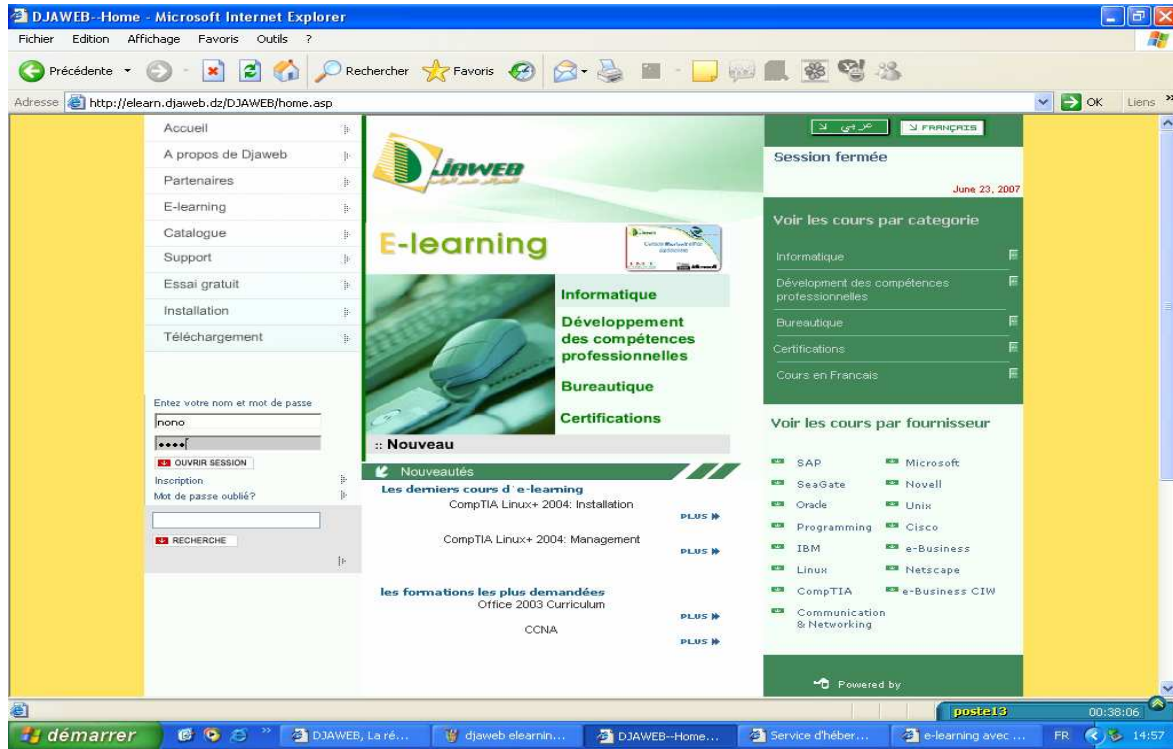 DJAWEB--Home - Microsoft Internet Explorer
Fichier Edition Affichage Favoris Outils ?
Précédente Rechercher Favoris
Adresse http://elearn.djaweb.dz/DJAWEB/home.asp OK Liens »
Accueil
A propos de Djaweb
Partenaires
E-learning
Catalogue
Support
Essai gratuit
Installation
Téléchargement
Entez votre nom et mot de passe
nono
••••
OUVRIR SESSION
Inscription
Mot de passe oublié?
RECHERCHE
JAWEB
E-learning
Informatique
Développement
des compétences
professionnelles
Bureautique
Certifications
:: Nouveau
Nouveautés
Les derniers cours d`e-learning
CompTIA Linux+ 2004: Installation
PLUS
CompTIA Linux+ 2004: Management
PLUS
les formations les plus demandées
Office 2003 Curriculum
PLUS
CCNA
PLUS
عربي FRANÇAIS
Session fermée
June 23, 2007
Voir les cours par categorie
Informatique
Dévelopment des compétences
professionnelles
Bureautique
Certifications
Cours en Francais
Voir les cours par fournisseur
SAP Microsoft
SeaGate Novell
Oracle Unix
Programming Cisco
IBM e-Business
Linux Netscape
CompTIA e-Business CIW
Communication
& Networking
Powered by
poste13 00:38:06
démarrer » DJAWEB, La ré... djaweb elearnin... DJAWEB--Home... Service d'héber... e-learning avec ... FR 14:57